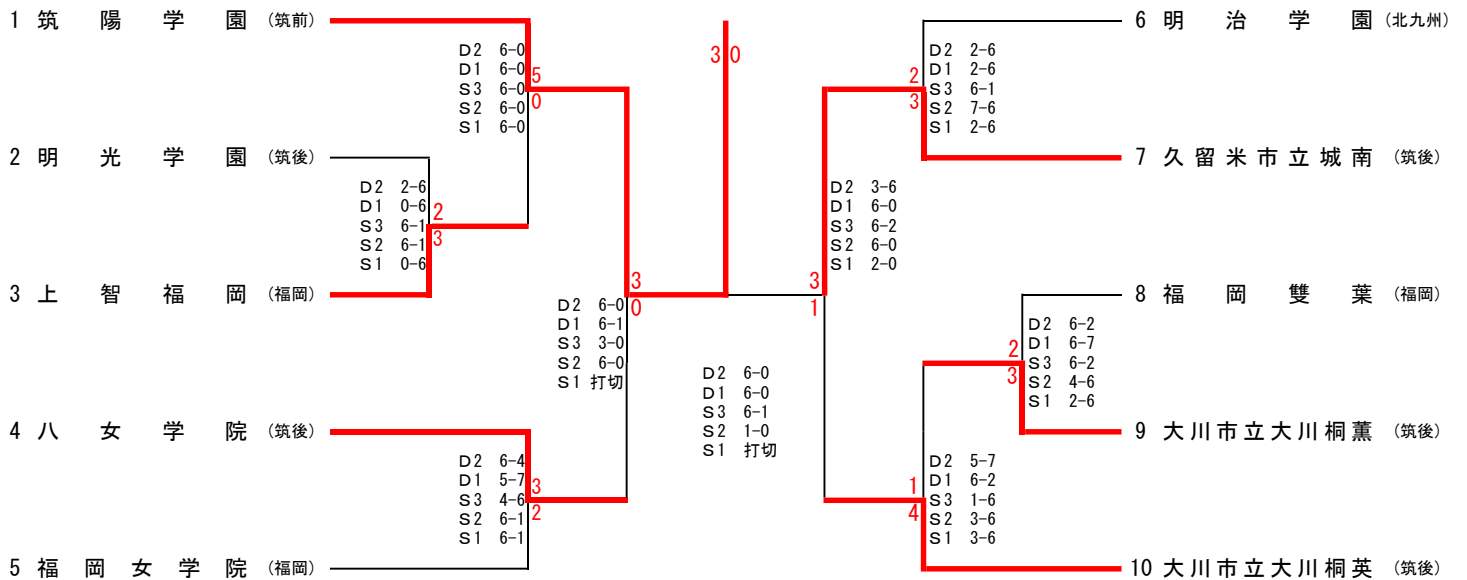 1 筑陽学園 (筑前)
D2 6-0
D1 6-0
S3 6-0
S2 6-0
S1 6-0
5
0
2 明光学園 (筑後)
D2 2-6
D1 0-6
S3 6-1
S2 6-1
S1 0-6
2
3
3 上智福岡 (福岡)
D2 6-0
D1 6-1
S3 3-0
S2 6-0
S1 打切
3
0
4 八女学院 (筑後)
D2 6-4
D1 5-7
S3 4-6
S2 6-1
S1 6-1
3
2
5 福岡女学院 (福岡)
3 0
D2 6-0
D1 6-0
S3 6-1
S2 1-0
S1 打切
6 明治学園 (北九州)
D2 2-6
D1 2-6
S3 6-1
S2 7-6
S1 2-6
2
3
7 久留米市立城南 (筑後)
D2 3-6
D1 6-0
S3 6-2
S2 6-0
S1 2-0
3
1
8 福岡雙葉 (福岡)
D2 6-2
D1 6-7
S3 6-2
S2 4-6
S1 2-6
2
3
9 大川市立大川桐薫 (筑後)
D2 5-7
D1 6-2
S3 1-6
S2 3-6
S1 3-6
1
4
10 大川市立大川桐英 (筑後)